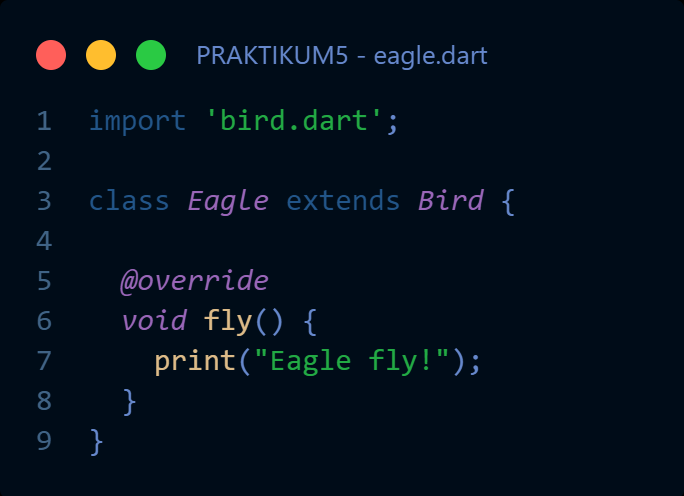 PRAKTIKUM5 - eagle.dart
1 import 'bird.dart';
2
3 class Eagle extends Bird {
4
5   @override
6   void fly() {
7     print("Eagle fly!");
8   }
9 }